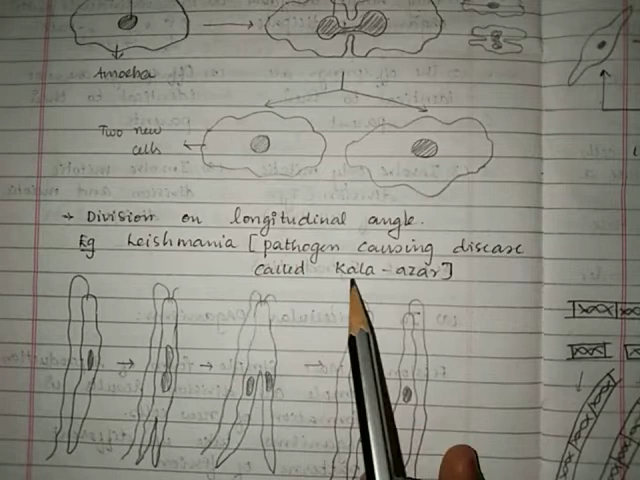 Amoeba
Two new
cells
→ Division on longitudinal angle.
Eg Leishmania [pathogen causing disease
called Kala-azar]